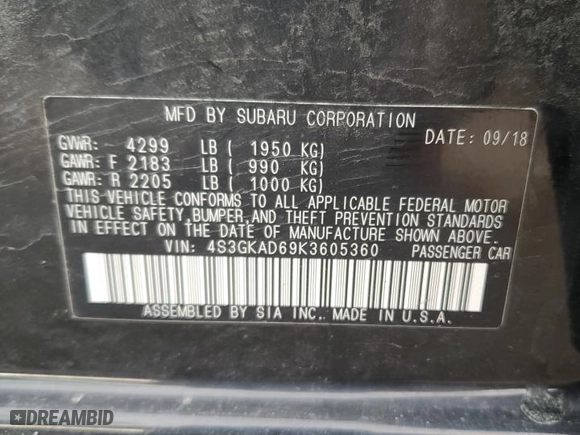 MFD BY SUBARU CORPORATION
DATE: 09/18
GVWR: - 4299 LB ( 1950 KG)
GAWR: F 2183 LB ( 990 KG)
GAWR: R 2205 LB ( 1000 KG)
THIS VEHICLE CONFORMS TO ALL APPLICABLE FEDERAL MOTOR
VEHICLE SAFETY,BUMPER,AND THEFT PREVENTION STANDARDS
IN EFFECT ON THE DATE OF MANUFACTURE SHOWN ABOVE.
VIN: 4S3GKAD69K3605360 PASSENGER CAR
ASSEMBLED BY SIA INC. MADE IN U.S.A.
DREAMBID